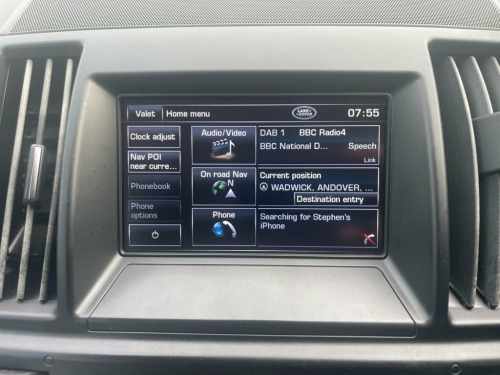 Valet
Home menu
LAND ROVER
07:55
Clock adjust
Nav POI
near curre...
Phonebook
Phone
options
Audio/Video
On road Nav
N
Phone
DAB 1 BBC Radio4
BBC National D... Speech
Link
Current position
WADWICK, ANDOVER, ...
Destination entry
Searching for Stephen's
iPhone